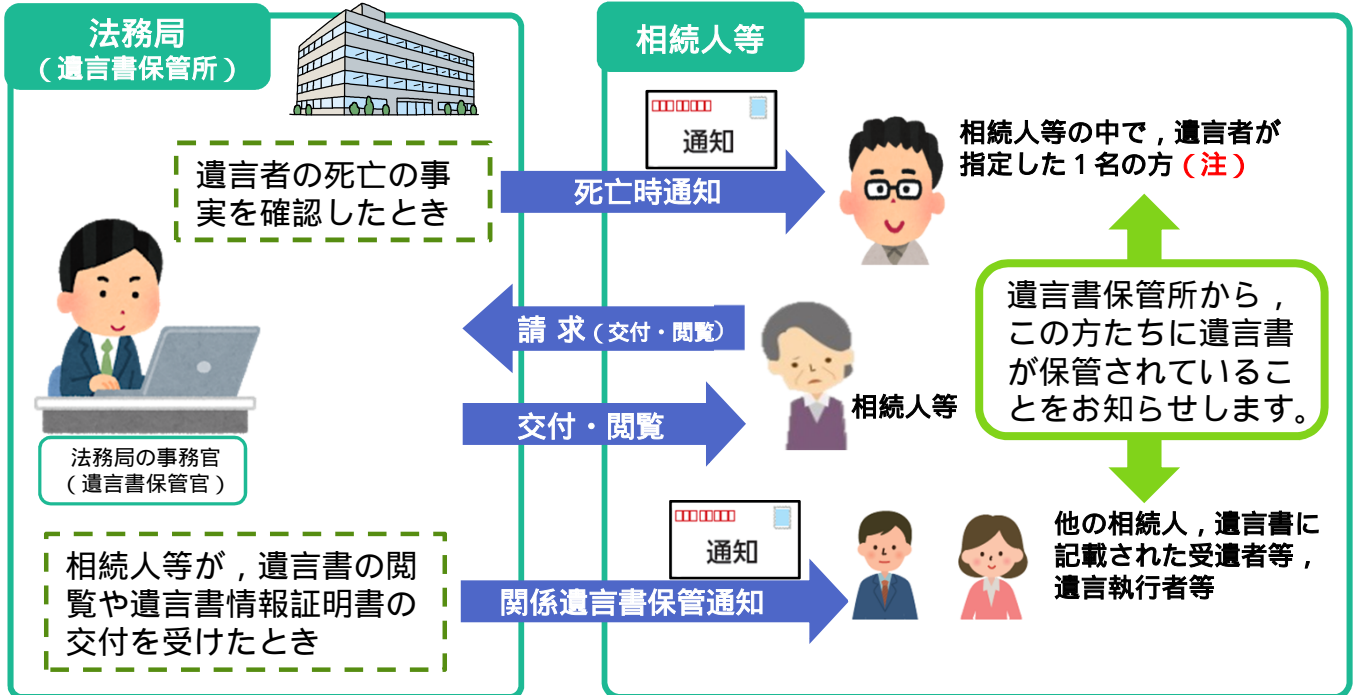 法務局
（遺言書保管所）
遺言者の死亡の事
実を確認したとき
法務局の事務官
（遺言書保管官）
相続人等が，遺言書の閲
覧や遺言書情報証明書の
交付を受けたとき
相続人等
通知
死亡時通知
相続人等の中で，遺言者が
指定した１名の方（注）
請 求（交付・閲覧）
交付・閲覧
相続人等
遺言書保管所から，
この方たちに遺言書
が保管されているこ
とをお知らせします。
通知
関係遺言書保管通知
他の相続人，遺言書に
記載された受遺者等，
遺言執行者等